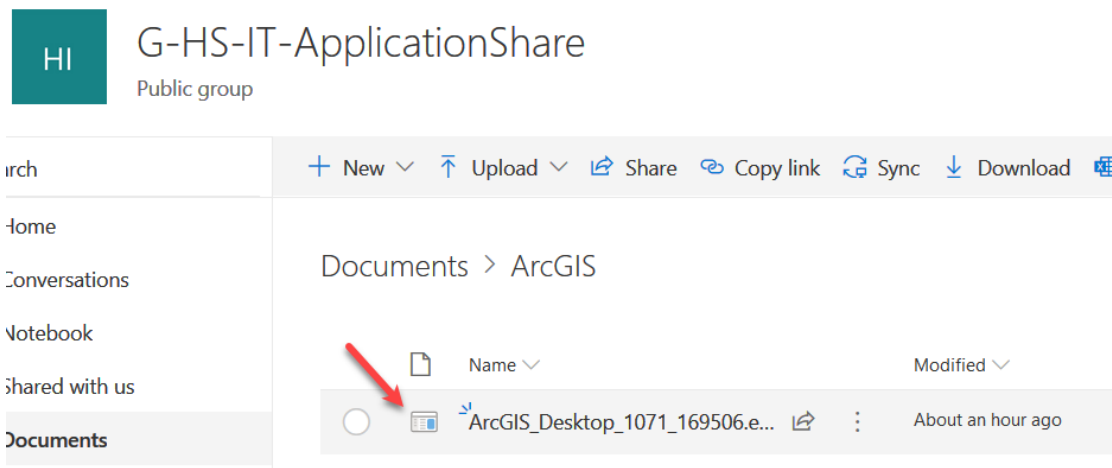 HI
G-HS-IT-ApplicationShare
Public group
rch
+ New Upload Share Copy link Sync Download
Home
Conversations
Notebook
Shared with us
Documents
Documents > ArcGIS
Name Modified
ArcGIS_Desktop_1071_169506.e... About an hour ago